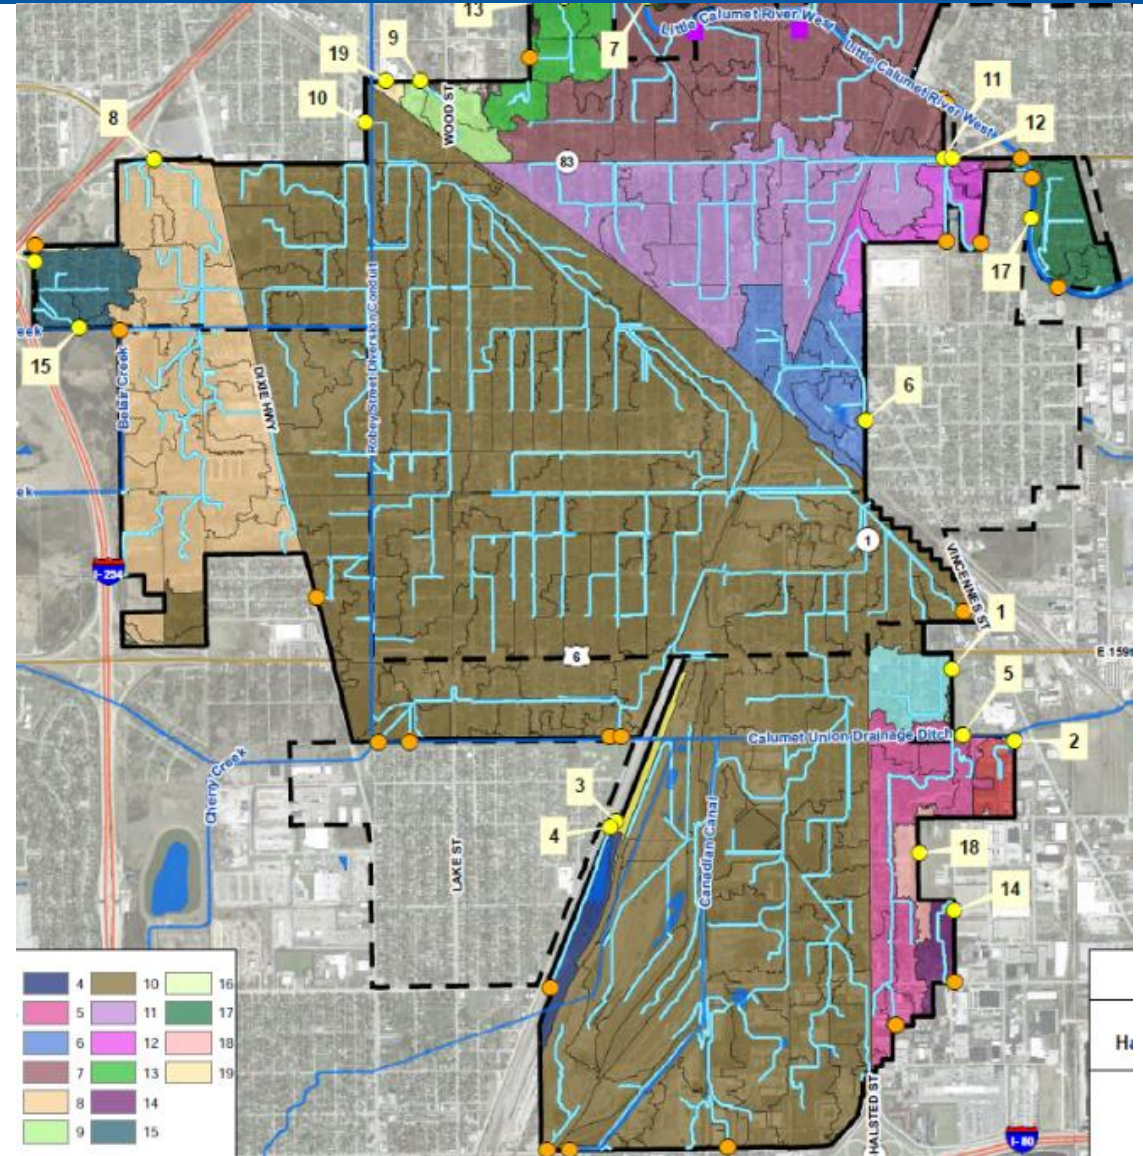 13
Little Calumet River West
7
Little Calumet River West
19
9
10
WOOD ST
11
12
8
83
17
15
eek
Belair Creek
DIXIE HWY
Robey Street Diversion Conduit
6
ek
1
I-294
VINCENNES ST
1
6
E 159th
5
Calumet Union Drainage Ditch
2
Cherry Creek
3
4
LAKE ST
Canadian Canal
18
14
4
10
16
5
11
17
6
12
18
7
13
19
8
14
9
15
Ha
HALSTED ST
I-80